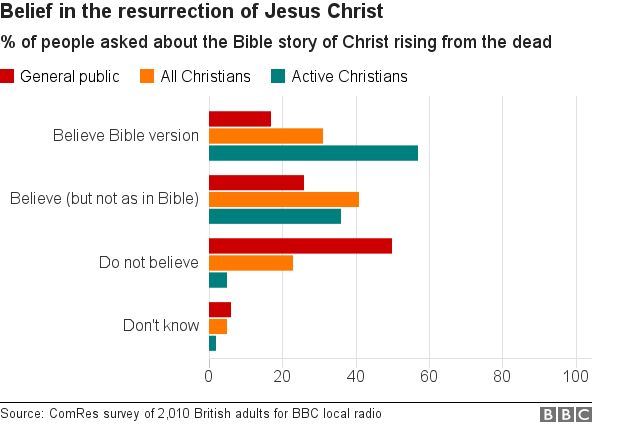 Belief in the resurrection of Jesus Christ
% of people asked about the Bible story of Christ rising from the dead
General public All Christians Active Christians
Believe Bible version
Believe (but not as in Bible)
Do not believe
Don't know
0 20 40 60 80 100
Source: ComRes survey of 2,010 British adults for BBC local radio BBC